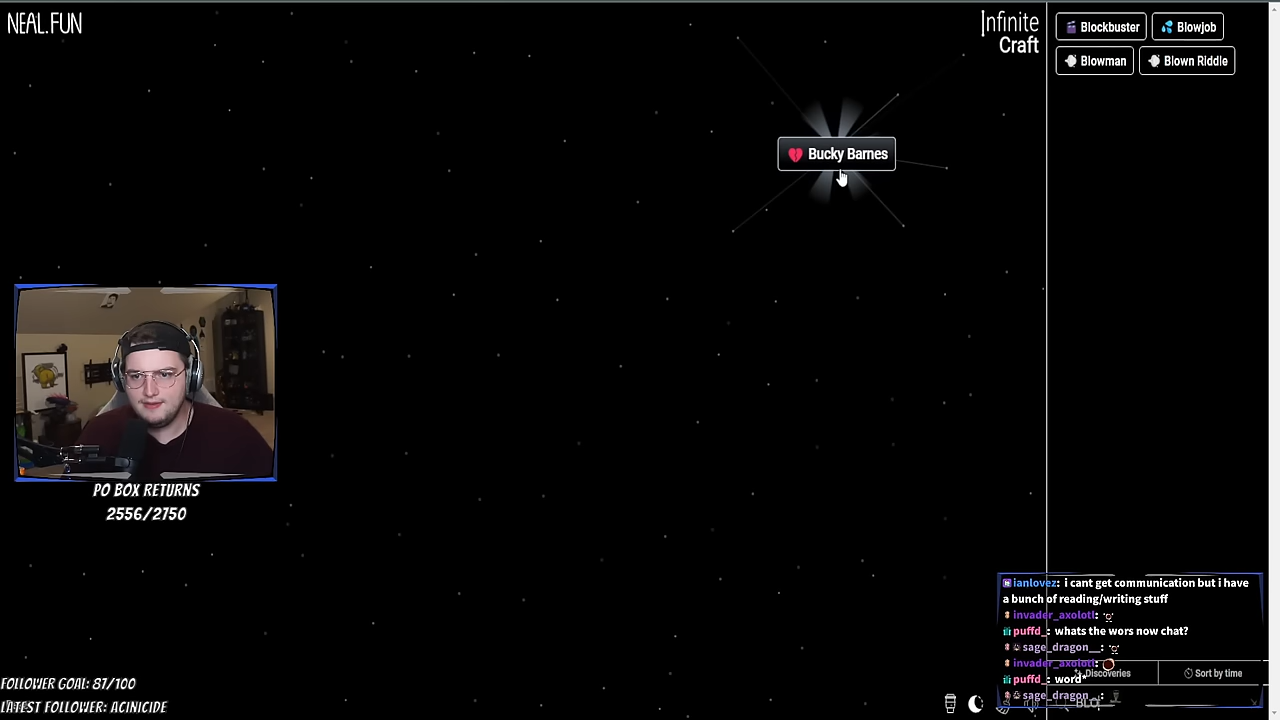 NEAL.FUN
Infinite
Craft
Blockbuster
Blowjob
Blowman
Blown Riddle
Bucky Barnes
PO BOX RETURNS
2556/2750
ianlovez: i cant get communication but i have
a bunch of reading/writing stuff
invader_axolotl:
puffd_: whats the wors now chat?
sage_dragon__:
invader_axolotl:
Discoveries
Sort by time
puffd_: word*
sage_dragon__:
BLO
FOLLOWER GOAL: 87/100
LATEST FOLLOWER: ACINICIDE